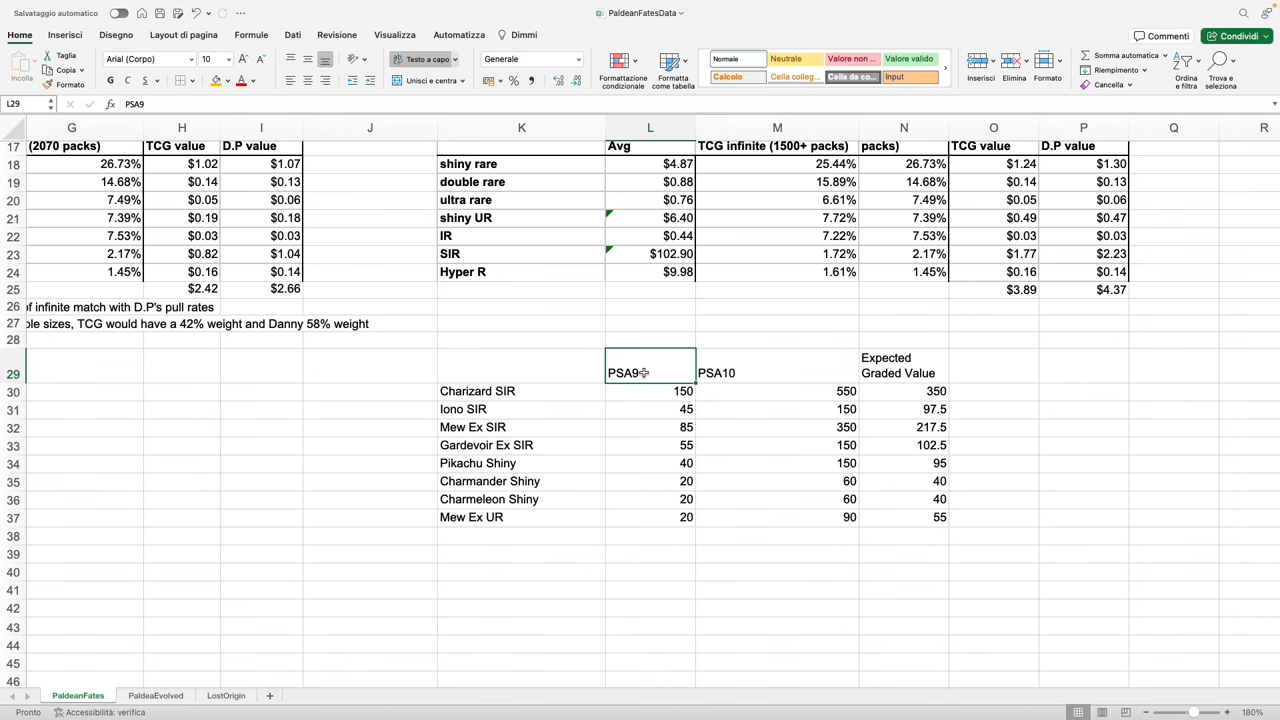 Salvataggio automatico
PaldeanFatesData
Home Inserisci Disegno Layout di pagina Formule Dati Revisione Visualizza Automatizza Dimmi Commenti Condividi
Incolla Taglia Copia Formato Arial (Corpo) 10 A A Testo a capo Generale Formattazione condizionale Formatta come tabella Normale Neutrale Valore non ... Valore valido Inserisci Elimina Formato Somma automatica Ordina e filtra Trova e seleziona
G C S A Unisci e centra % Calcolo Cella colleg... Cella da co... Input Riempimento Cancella
L29 fx PSA9
G H I J K L M N O P Q R
17 (2070 packs) TCG value D.P value Avg TCG infinite (1500+ packs) packs) TCG value D.P value
18 26.73% $1.02 $1.07 shiny rare $4.87 25.44% 26.73% $1.24 $1.30
19 14.68% $0.14 $0.13 double rare $0.88 15.89% 14.68% $0.14 $0.13
20 7.49% $0.05 $0.06 ultra rare $0.76 6.61% 7.49% $0.05 $0.06
21 7.39% $0.19 $0.18 shiny UR $6.40 7.72% 7.39% $0.49 $0.47
22 7.53% $0.03 $0.03 IR $0.44 7.22% 7.53% $0.03 $0.03
23 2.17% $0.82 $1.04 SIR $102.90 1.72% 2.17% $1.77 $2.23
24 1.45% $0.16 $0.14 Hyper R $9.98 1.61% 1.45% $0.16 $0.14
25 $2.42 $2.66 $3.89 $4.37
26 of infinite match with D.P's pull rates
27 ple sizes, TCG would have a 42% weight and Danny 58% weight
28
29 PSA9 PSA10 Expected Graded Value
30 Charizard SIR 150 550 350
31 Iono SIR 45 150 97.5
32 Mew Ex SIR 85 350 217.5
33 Gardevoir Ex SIR 55 150 102.5
34 Pikachu Shiny 40 150 95
35 Charmander Shiny 20 60 40
36 Charmeleon Shiny 20 60 40
37 Mew Ex UR 20 90 55
38
39
40
41
42
43
44
45
46
PaldeanFates PaldeaEvolved LostOrigin +
Pronto Accessibilità: verifica 180%